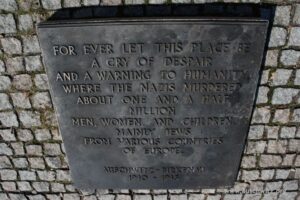 FOR EVER LET THIS PLACE BE
A CRY OF DESPAIR
AND A WARNING TO HUMANITY,
WHERE THE NAZIS MURDERED
ABOUT ONE AND A HALF
MILLION
MEN, WOMEN, AND CHILDREN,
MAINLY JEWS
FROM VARIOUS COUNTRIES
OF EUROPE.
AUSCHWITZ-BIRKENAU
1940-1945